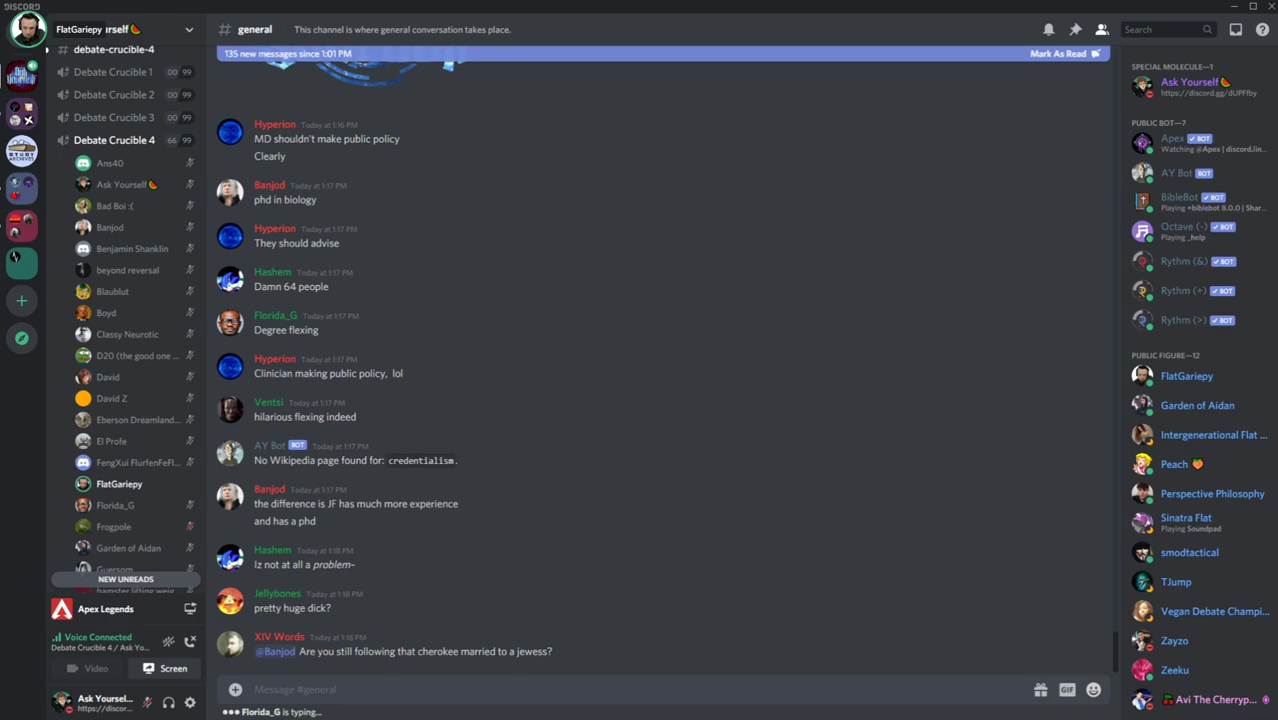 DISCORD
FlatGariepy
rself 🍉
# general
This channel is where general conversation takes place.
Search
135 new messages since 1:01 PM
Mark As Read
# debate-crucible-4
Debate Crucible 1
00 99
Debate Crucible 2
00 99
Debate Crucible 3
00 99
Debate Crucible 4
66 99
Ans40
Ask Yourself 🍉
Bad Boi :(
Banjod
Benjamin Shanklin
beyond reversal
Blaublut
Boyd
Classy Neurotic
D20 (the good one ...
David
David Z
Eberson Dreamland...
El Profe
FengXui FlurfenFefl...
FlatGariepy
Florida_G
Frogpole
Garden of Aidan
Guersom
NEW UNREADS
hamster lifting weig
Apex Legends
Voice Connected
Debate Crucible 4 / Ask Yo...
Video
Screen
Ask Yoursel...
https://discor...
Hyperion Today at 1:16 PM
MD shouldn't make public policy
Clearly
Banjod Today at 1:17 PM
phd in biology
Hyperion Today at 1:17 PM
They should advise
Hashem Today at 1:17 PM
Damn 64 people
Florida_G Today at 1:17 PM
Degree flexing
Hyperion Today at 1:17 PM
Clinician making public policy, lol
Ventsi Today at 1:17 PM
hilarious flexing indeed
AY Bot BOT Today at 1:17 PM
No Wikipedia page found for: credentialism.
Banjod Today at 1:17 PM
the difference is JF has much more experience
and has a phd
Hashem Today at 1:18 PM
Iz not at all a problem-
Jellybones Today at 1:18 PM
pretty huge dick?
XIV Words Today at 1:18 PM
@Banjod Are you still following that cherokee married to a jewess?
Message #general
GIF
Florida_G is typing...
SPECIAL MOLECULE—1
Ask Yourself 🍉
https://discord.gg/dUPFfby
PUBLIC BOT—7
Apex ✓ BOT
Watching @Apex | discord.lin...
AY Bot BOT
BibleBot ✓ BOT
Playing +biblebot 8.0.0 | Shar...
Octave (-) ✓ BOT
Playing _help
Rythm (&) ✓ BOT
Rythm (+) ✓ BOT
Rythm (>) ✓ BOT
PUBLIC FIGURE—12
FlatGariepy
Garden of Aidan
Intergenerational Flat ...
Peach 🍑
Perspective Philosophy
Sinatra Flat
Playing Soundpad
smodtactical
TJump
Vegan Debate Champi...
Zayzo
Zeeku
🍒 Avi The Cherryp...